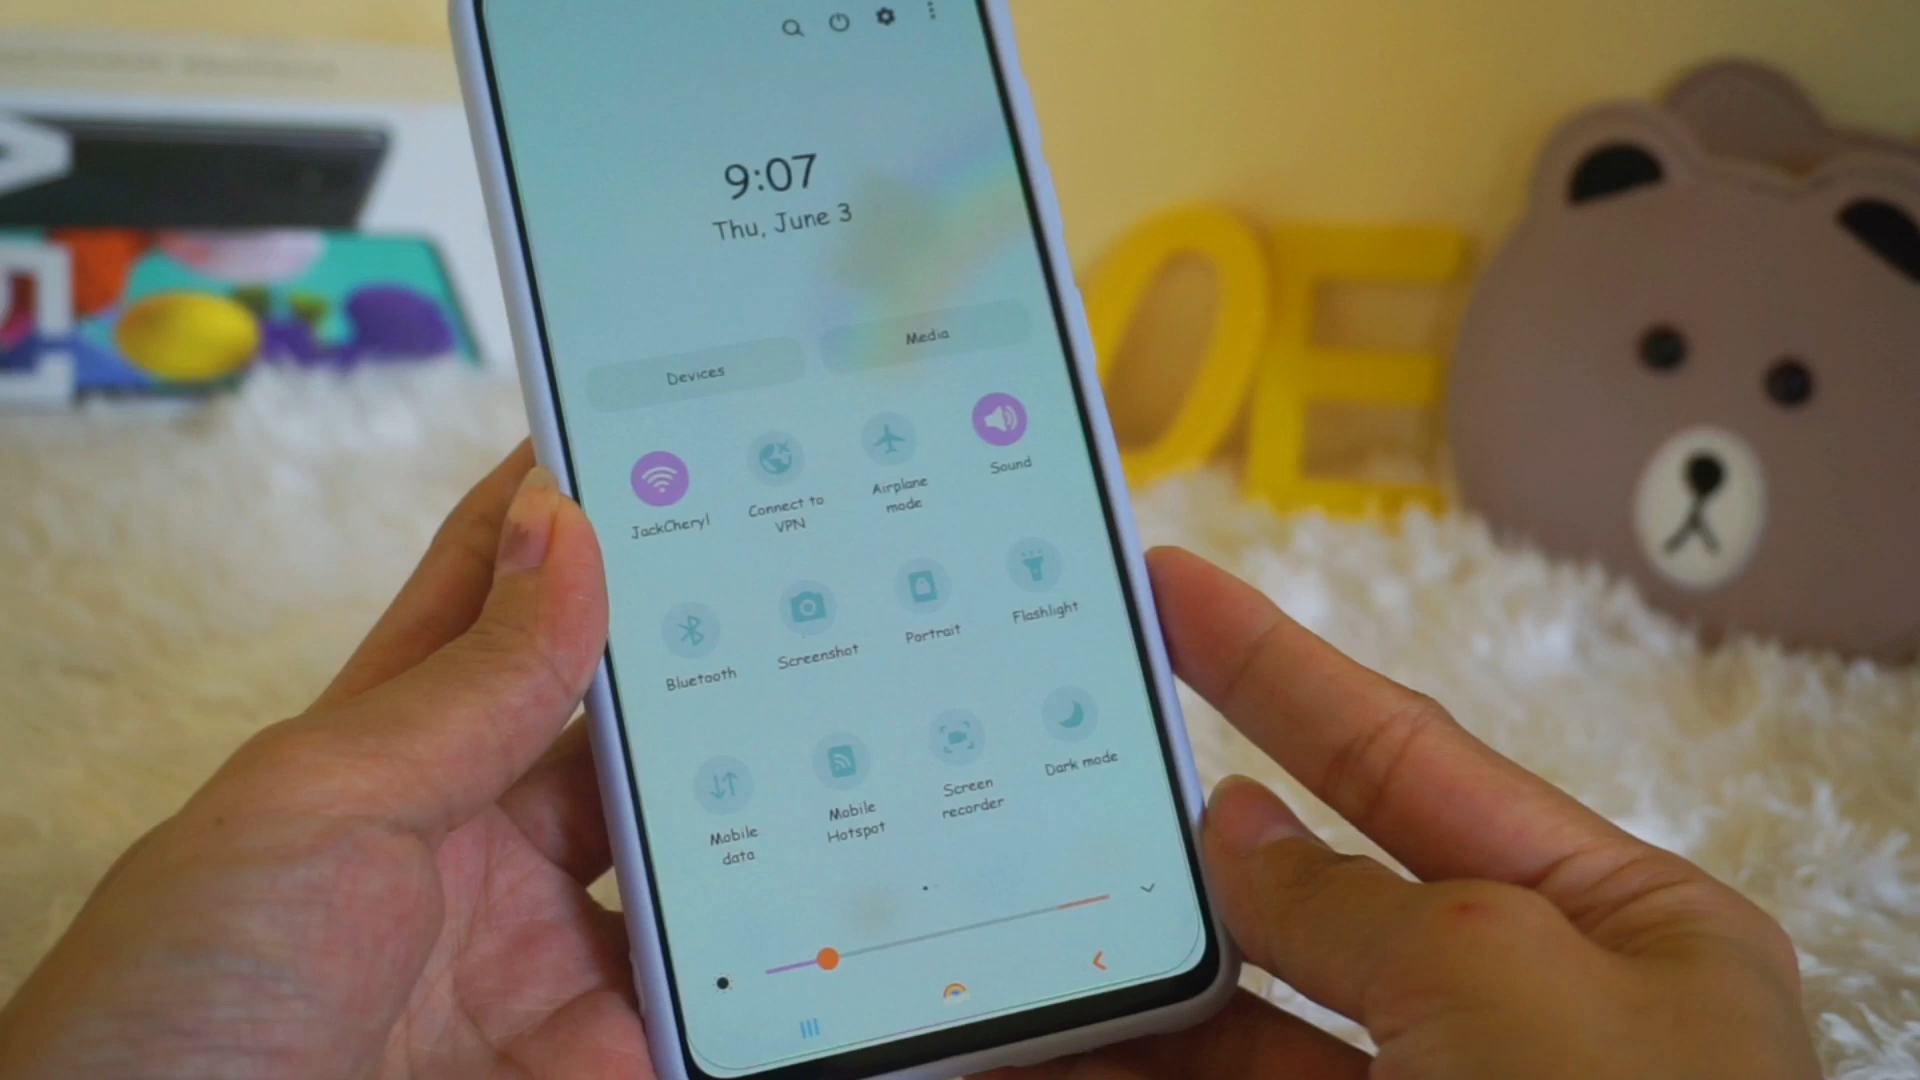 9:07
Thu, June 3
Devices
Media
JackCheryl
Connect to
VPN
Airplane
mode
Sound
Bluetooth
Screenshot
Portrait
Flashlight
Mobile
data
Mobile
Hotspot
Screen
recorder
Dark mode
OE